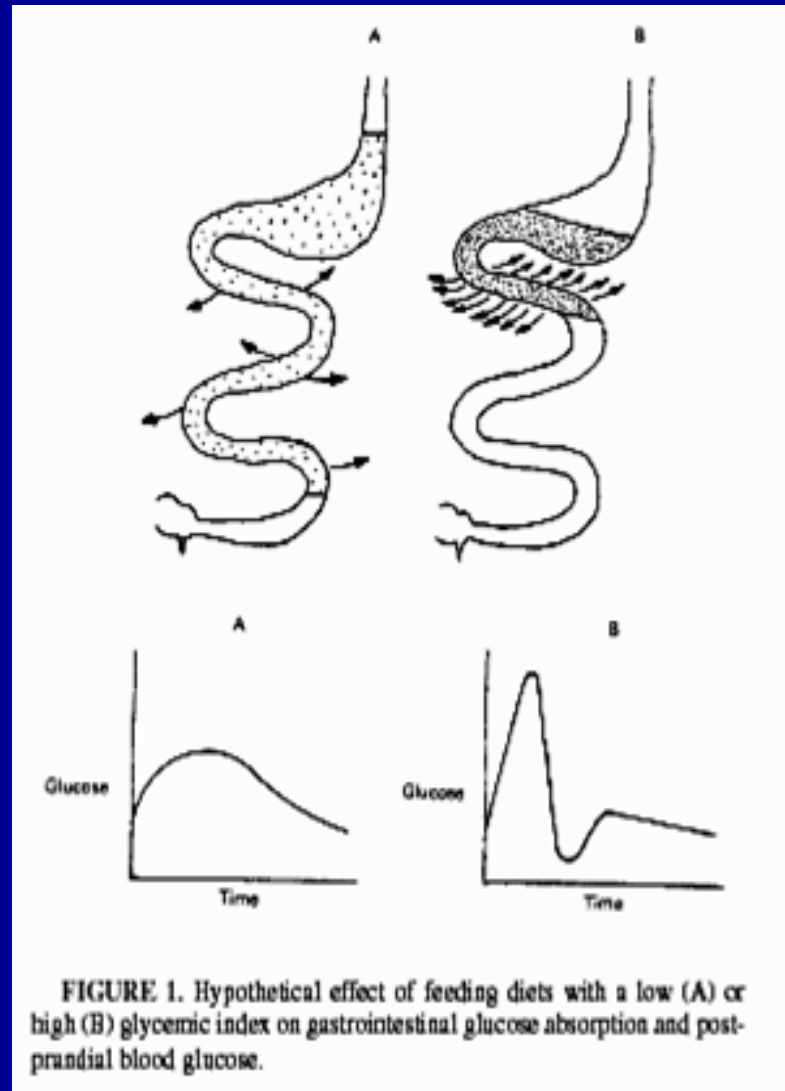 A
B
A
B
Glucose
Time
Glucose
Time
FIGURE 1. Hypothetical effect of feeding diets with a low (A) or
high (B) glycemic index on gastrointestinal glucose absorption and post-
prandial blood glucose.